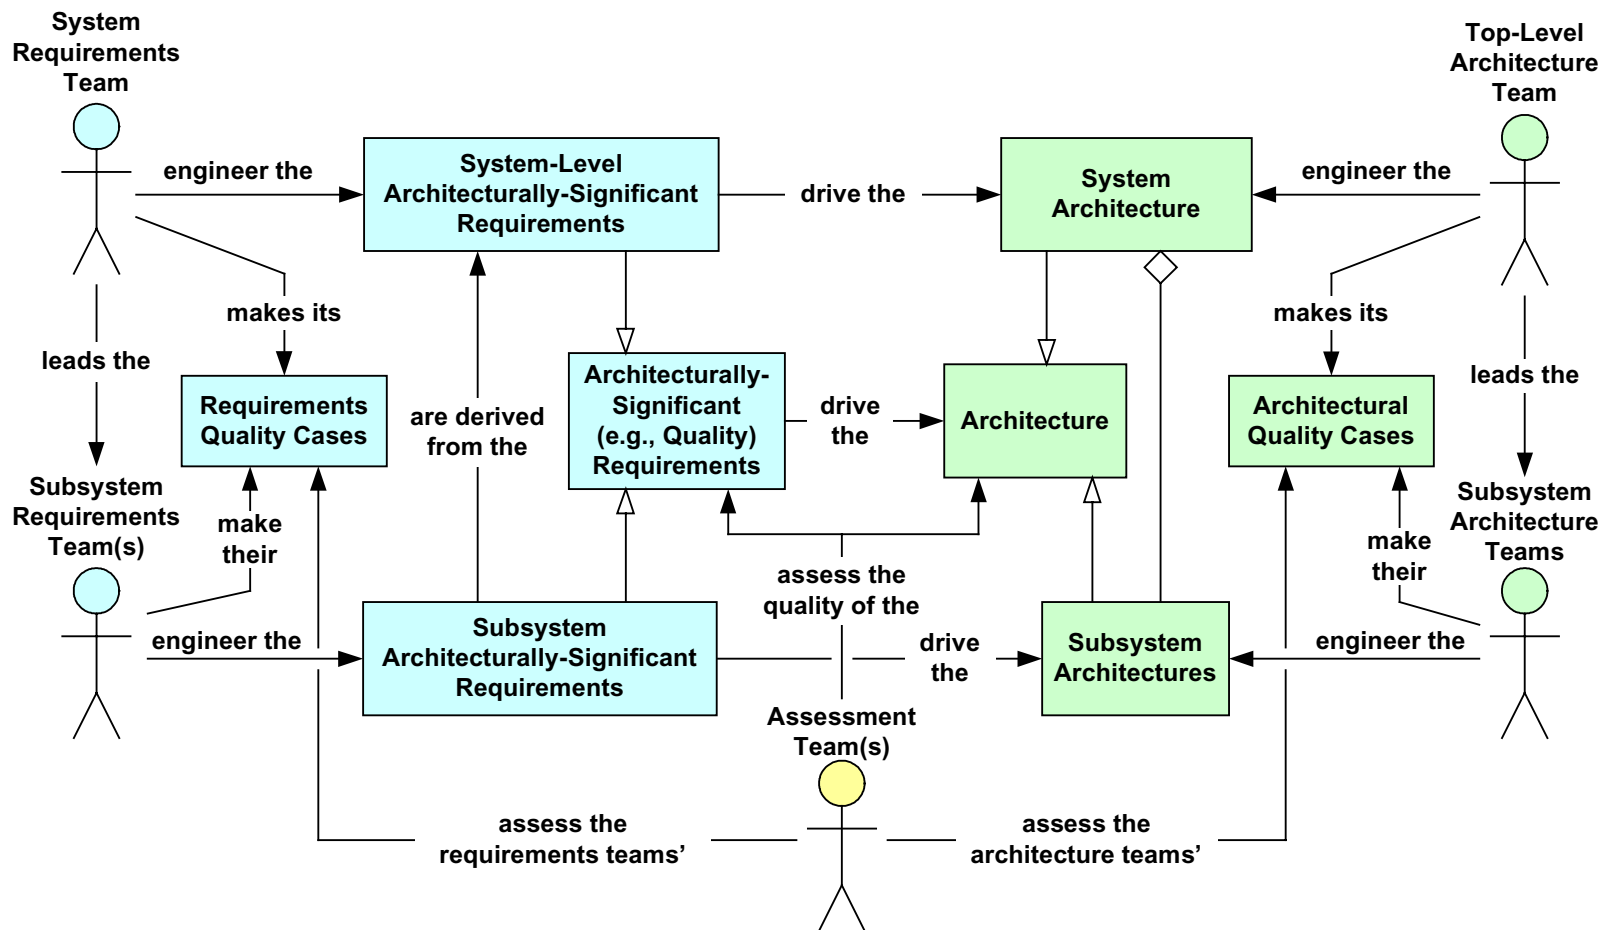 System
Requirements
Team
Top-Level
Architecture
Team
engineer the
System-Level
Architecturally-Significant
Requirements
drive the
System
Architecture
engineer the
makes its
makes its
leads the
leads the
Requirements
Quality Cases
are derived
from the
Architecturally-
Significant
(e.g., Quality)
Requirements
drive
the
Architecture
Architectural
Quality Cases
Subsystem
Requirements
Team(s)
make
their
Subsystem
Architecture
Teams
make
their
assess the
quality of the
engineer the
Subsystem
Architecturally-Significant
Requirements
drive
the
Subsystem
Architectures
engineer the
Assessment
Team(s)
assess the
requirements teams’
assess the
architecture teams’